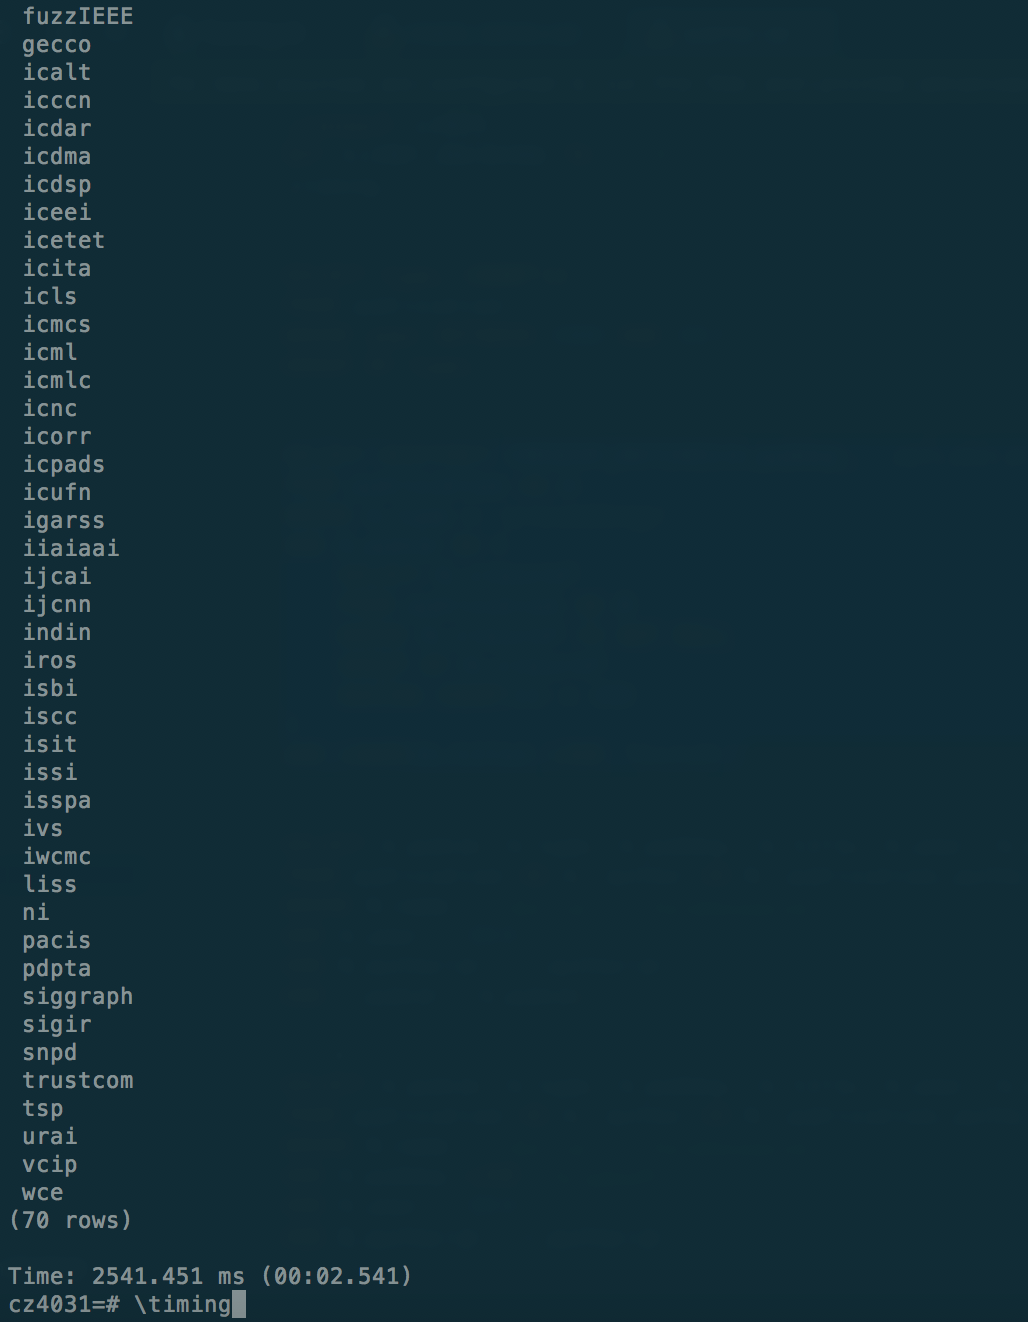 fuzzIEEE
gecco
icalt
icccn
icdar
icdma
icdsp
iceei
icetet
icita
icls
icmcs
icml
icmlc
icnc
icorr
icpads
icufn
igarss
iiaiaai
ijcai
ijcnn
indin
iros
isbi
iscc
isit
issi
isspa
ivs
iwcmc
liss
ni
pacis
pdpta
siggraph
sigir
snpd
trustcom
tsp
urai
vcip
wce
(70 rows)
Time: 2541.451 ms (00:02.541)
cz4031=# \timing